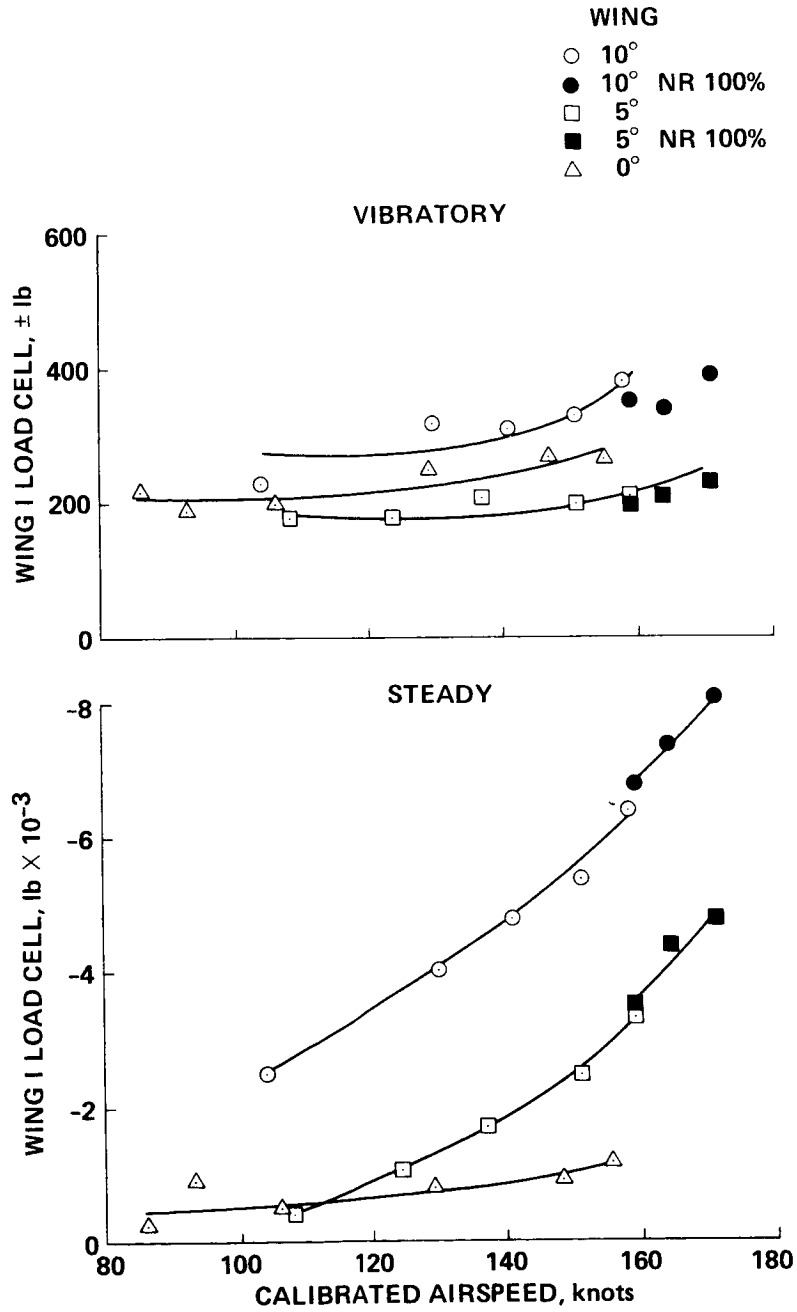 WING
10°
10° NR 100%
5°
5° NR 100%
0°
VIBRATORY
600
400
200
0
WING I LOAD CELL, ± lb
STEADY
-8
-6
-4
-2
0
WING I LOAD CELL, lb × 10⁻³
80 100 120 140 160 180
CALIBRATED AIRSPEED, knots